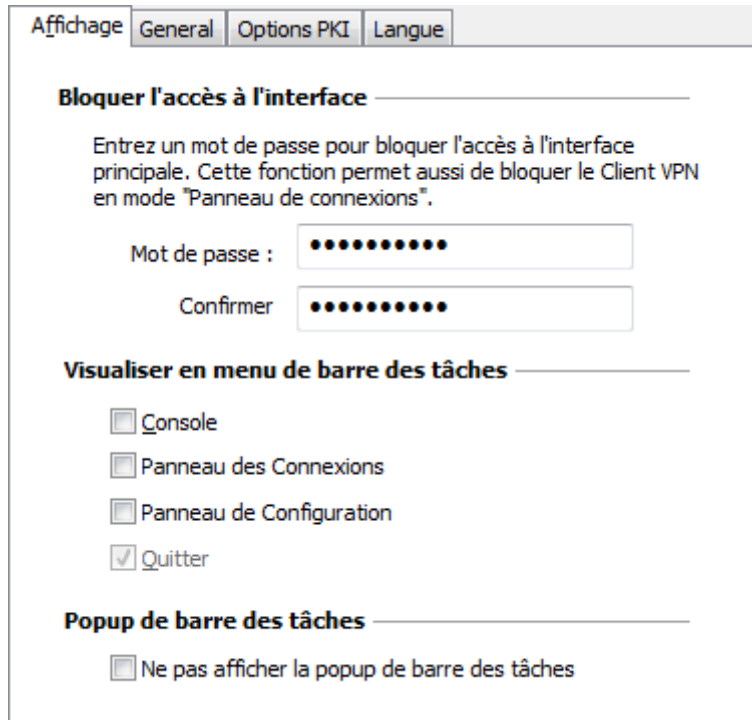 Affichage General Options PKI Langue
Bloquer l'accès à l'interface
Entrez un mot de passe pour bloquer l'accès à l'interface
principale. Cette fonction permet aussi de bloquer le Client VPN
en mode "Panneau de connexions".
Mot de passe : ●●●●●●●●●●
Confirmer ●●●●●●●●●●
Visualiser en menu de barre des tâches
Console
Panneau des Connexions
Panneau de Configuration
Quitter
Popup de barre des tâches
Ne pas afficher la popup de barre des tâches